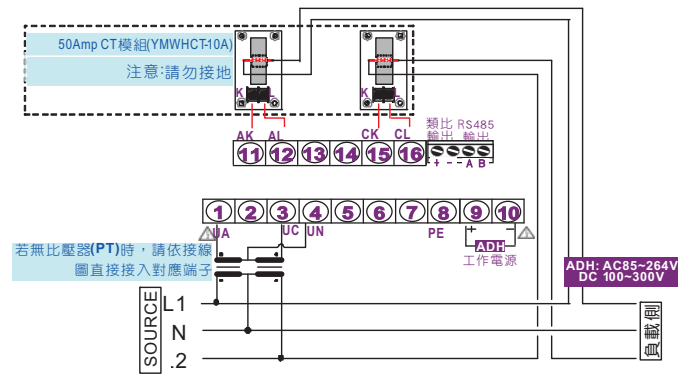 50Amp CT模組(YMWHCT-10A)
注意:請勿接地
K L
K L
AK AL CK CL
11 12 13 14 15 16
類比 RS485
輸出 輸出
+ - - A B
1 2 3 4 5 6 7 8 9 10
UA UC UN PE + -
ADH
工作電源
若無比壓器(PT)時，請依接線
圖直接接入對應端子
ADH: AC85~264V
DC 100~300V
SOURCE
L1
N
.2
負載側